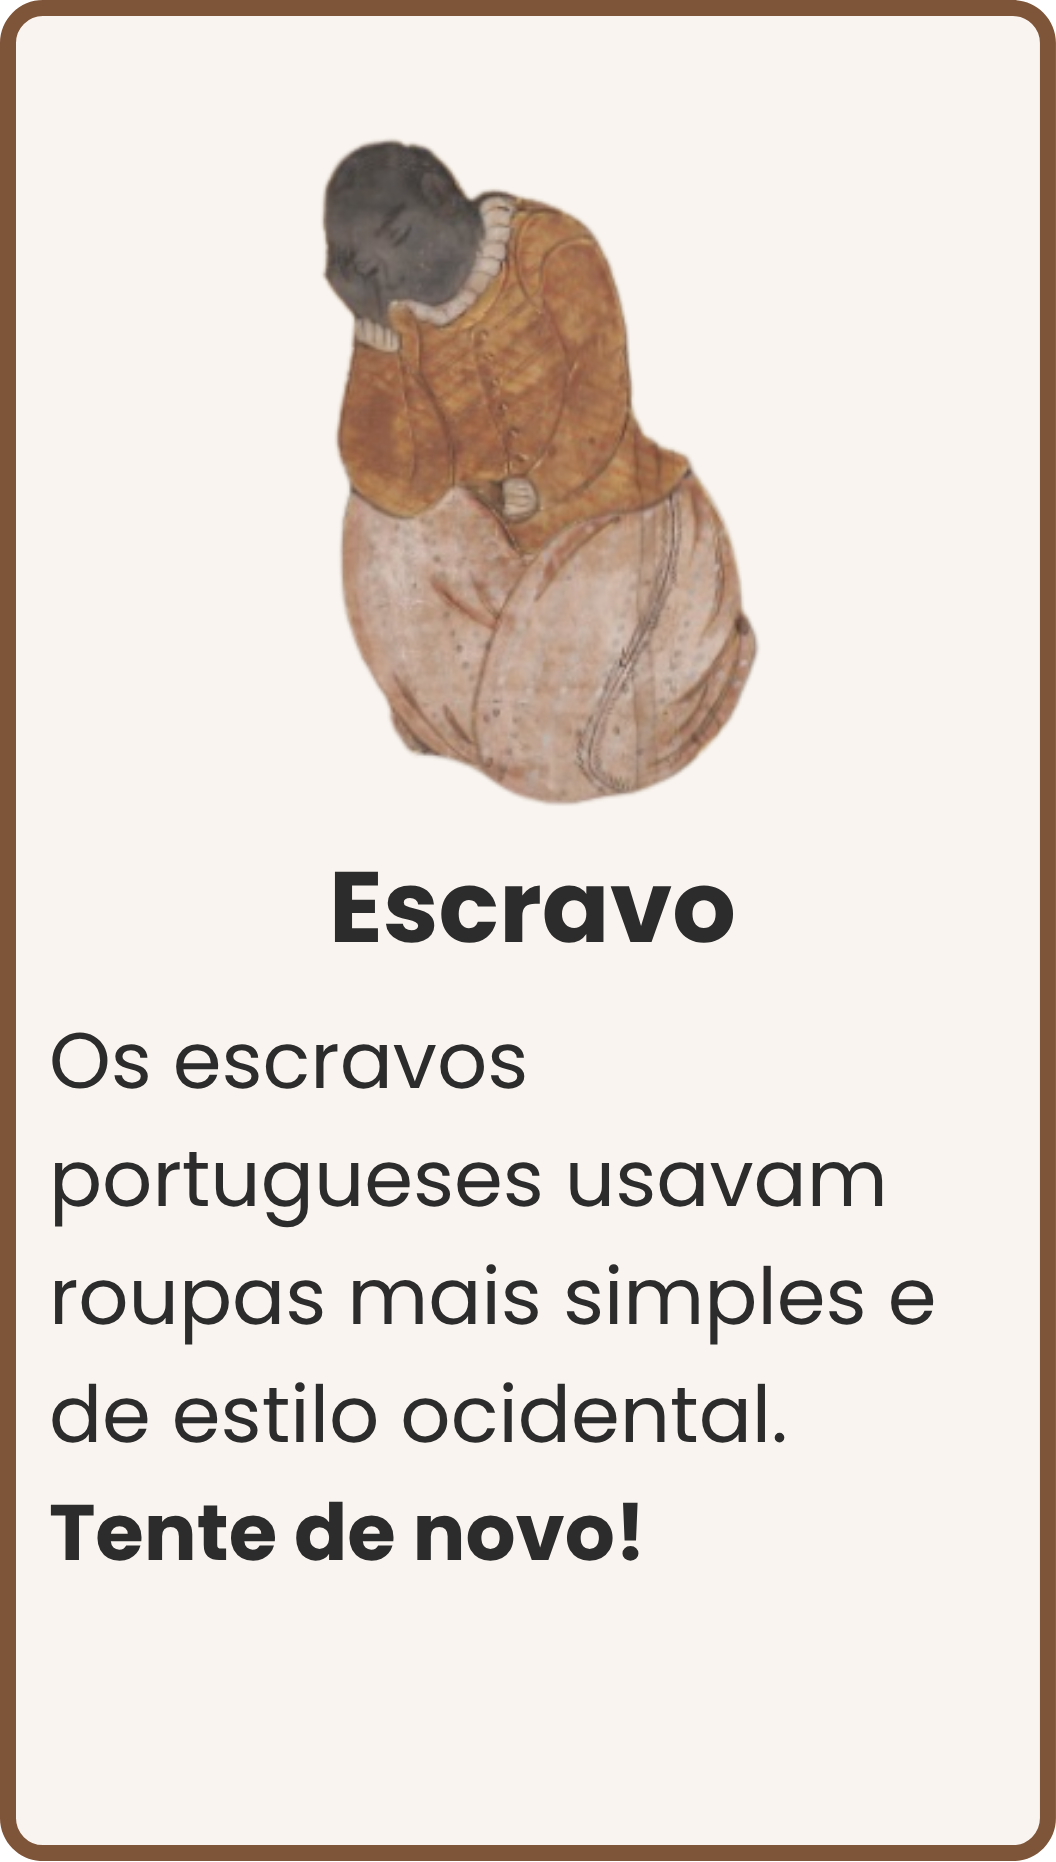 Escravo
Os escravos
portugueses usavam
roupas mais simples e
de estilo ocidental.
Tente de novo!